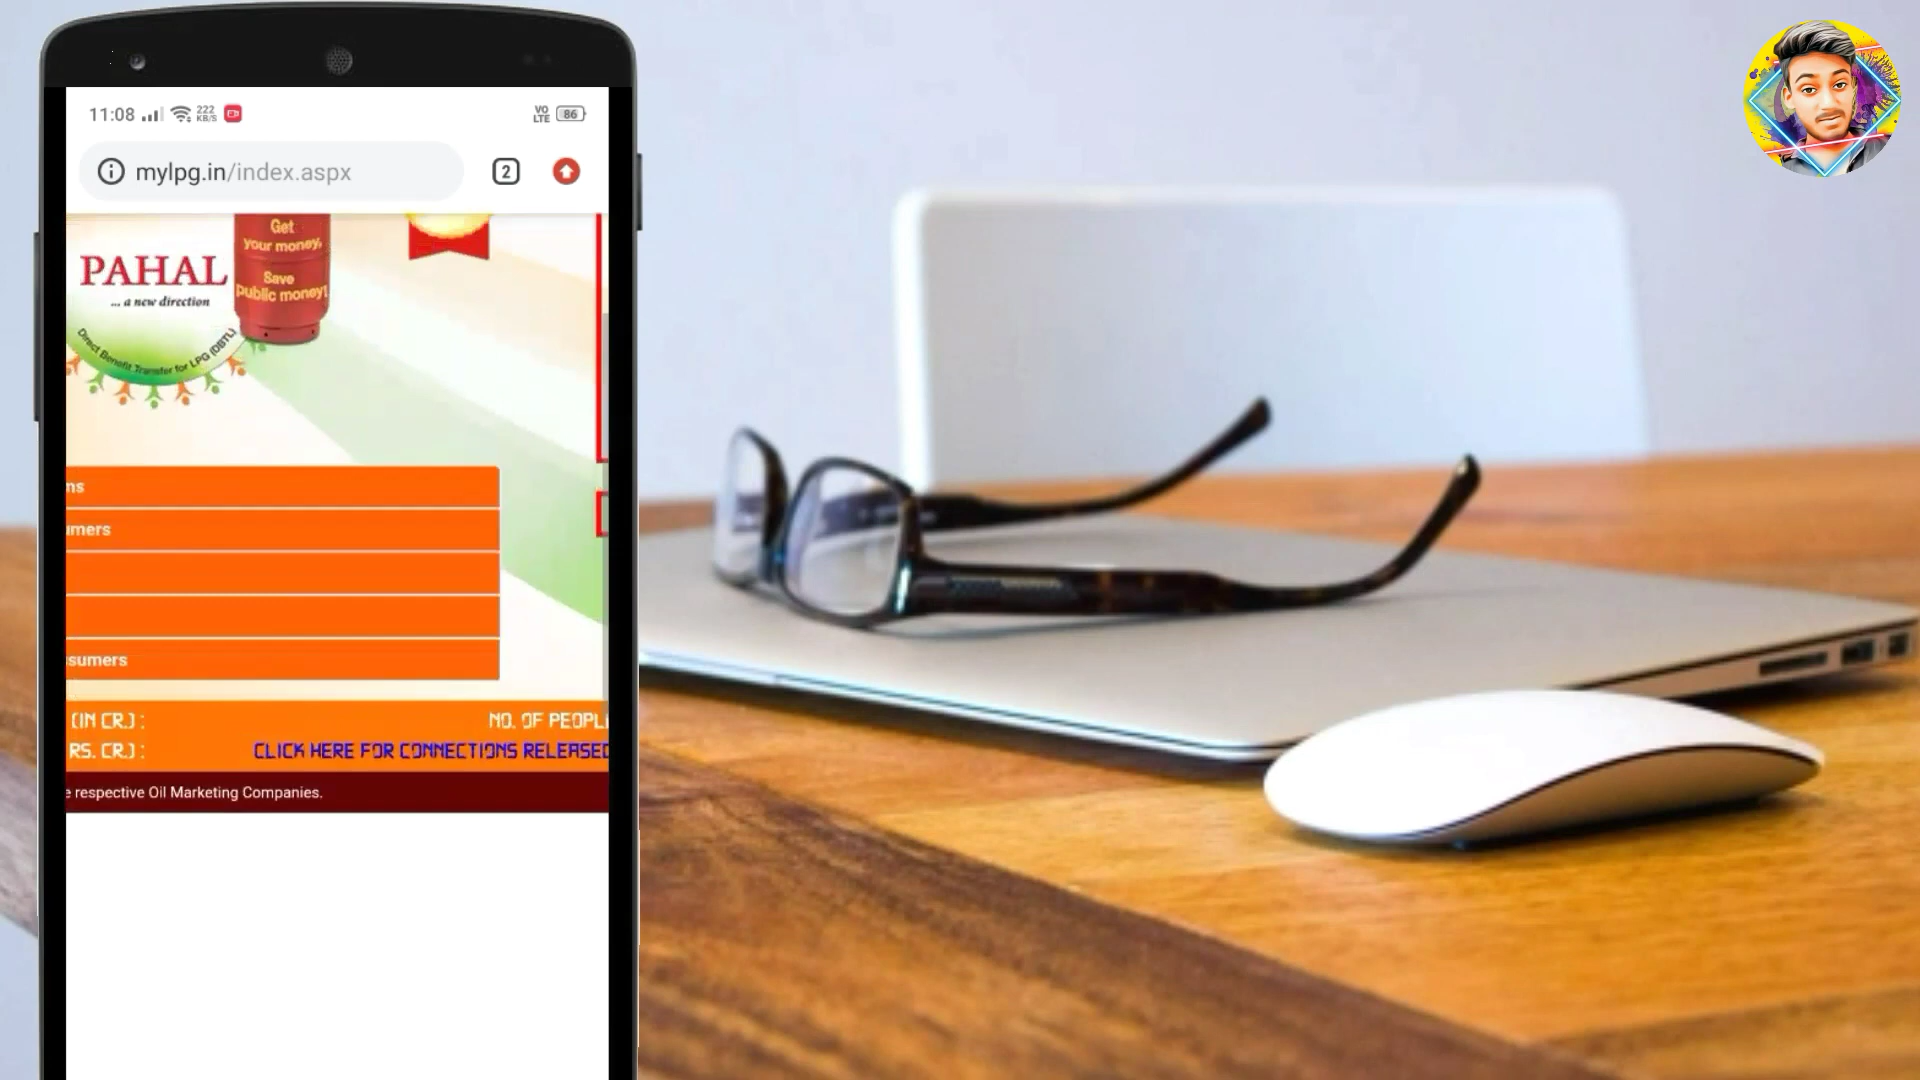 11:08
222
KB/S
VO
LTE
86
mylpg.in/index.aspx
2
Get
your money,
Save
public money!
PAHAL
... a new direction
Direct Benefit Transfer for LPG (DBTL)
ns
umers
sumers
(IN CR.) :
NO. OF PEOPL
RS. CR.) :
CLICK HERE FOR CONNECTIONS RELEASED
e respective Oil Marketing Companies.